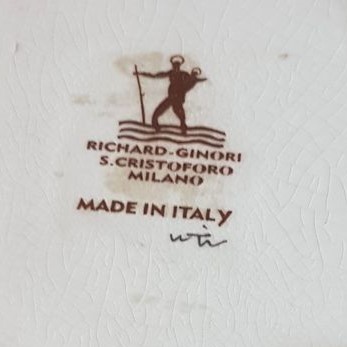 RICHARD-GINORI
S.CRISTOFORO
MILANO
MADE IN ITALY